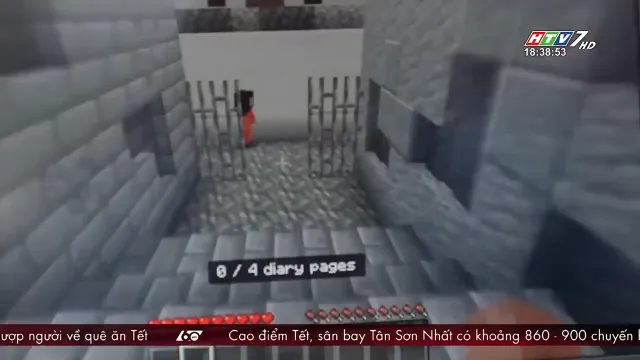 HTV7 HD
18:38:53
0 / 4 diary pages
ượp người về quê ăn Tết
60
Cao điểm Tết, sân bay Tân Sơn Nhất có khoảng 860 - 900 chuyến